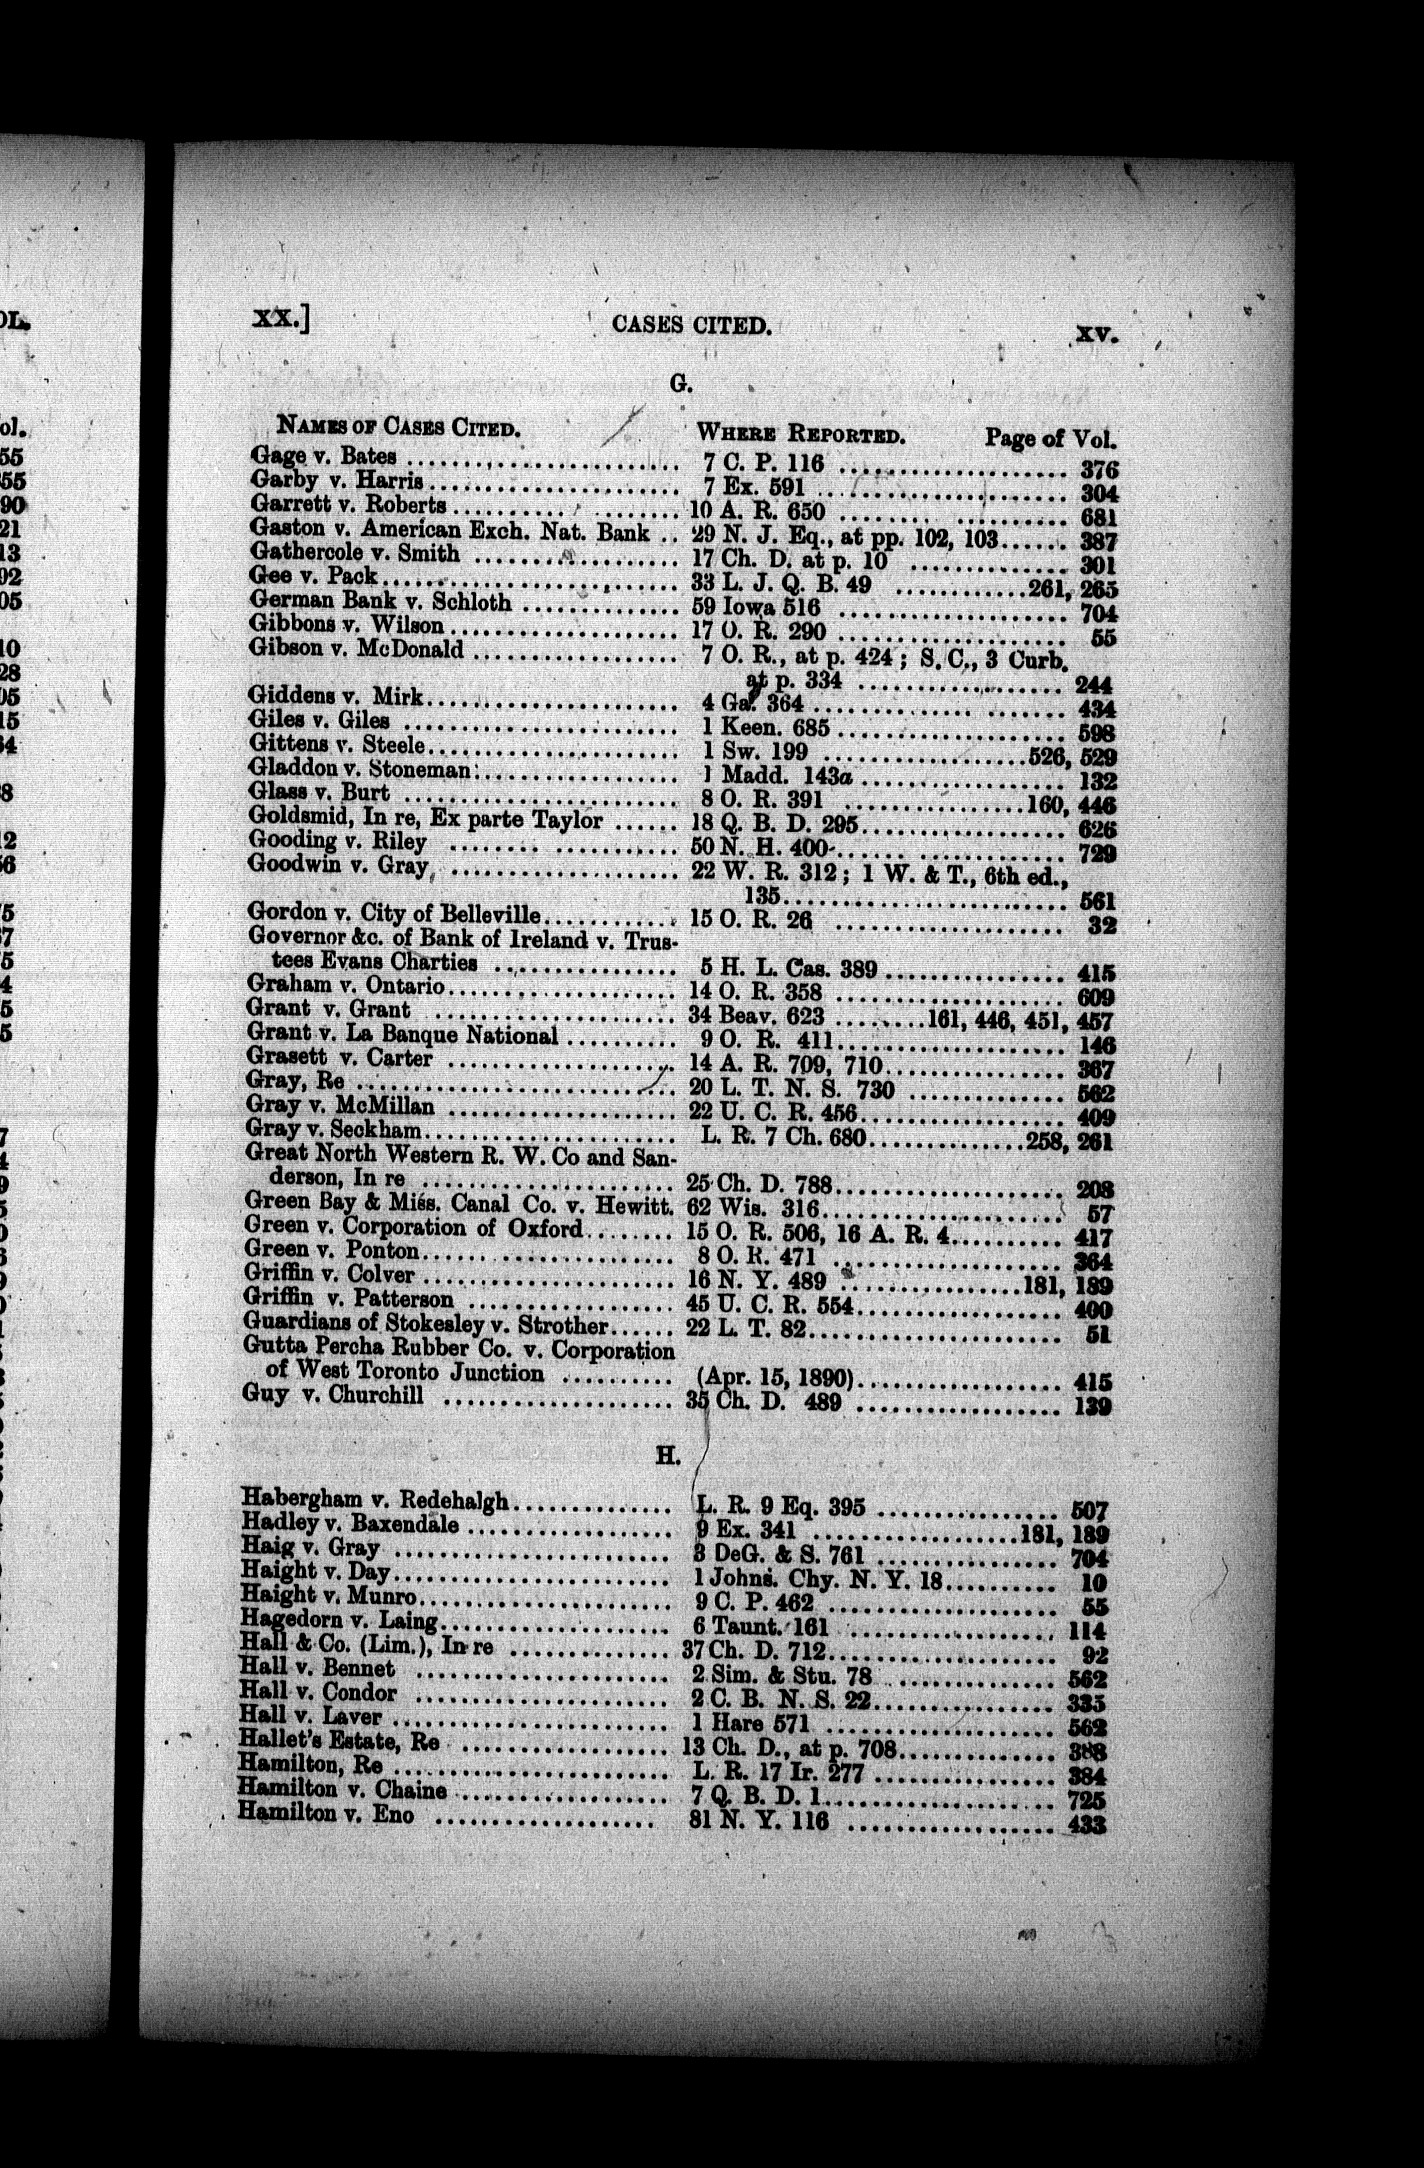 XX.] CASES CITED. XV.
G.
NAMES OF CASES CITED. WHERE REPORTED. Page of Vol.
Gage v. Bates ........................ 7 C. P. 116 .................... 376
Garby v. Harris ...................... 7 Ex. 591 ...................... 304
Garrett v. Roberts ................... 10 A. R. 650 ................... 681
Gaston v. American Exch. Nat. Bank .. 29 N. J. Eq., at pp. 102, 103...... 387
Gathercole v. Smith .................. 17 Ch. D. at p. 10 .............. 301
Gee v. Pack .......................... 33 L. J. Q. B. 49 ............ 261, 265
German Bank v. Schloth .............. 59 Iowa 516 .................... 704
Gibbons v. Wilson .................... 17 O. R. 290 .................... 55
Gibson v. McDonald .................. 7 O. R., at p. 424 ; S. C., 3 Curb.
at p. 334 .................. 244
Giddens v. Mirk ...................... 4 Ga. 364 ...................... 434
Giles v. Giles ........................ 1 Keen. 685 .................... 598
Gittens v. Steele ..................... 1 Sw. 199 .................. 526, 529
Gladdon v. Stoneman .................. 1 Madd. 143a .................. 132
Glass v. Burt ........................ 8 O. R. 391 ................ 160, 446
Goldsmid, In re, Ex parte Taylor ...... 18 Q. B. D. 295.................. 626
Gooding v. Riley ..................... 50 N. H. 400 .................... 729
Goodwin v. Gray .................... 22 W. R. 312 ; 1 W. & T., 6th ed.,
135......................... 561
Gordon v. City of Belleville............ 15 O. R. 26 .................... 32
Governor &c. of Bank of Ireland v. Trus-
tees Evans Charties ................ 5 H. L. Cas. 389 ................ 415
Graham v. Ontario.................... 14 O. R. 358 .................... 609
Grant v. Grant ...................... 34 Beav. 623 ........ 161, 446, 451, 457
Grant v. La Banque National .......... 9 O. R. 411.................... 146
Grasett v. Carter .................... 14 A. R. 709, 710................ 367
Gray, Re ............................ 20 L. T. N. S. 730 .............. 562
Gray v. McMillan .................... 22 U. C. R. 456.................. 409
Gray v. Seckham...................... L. R. 7 Ch. 680.............. 258, 261
Great North Western R. W. Co and San-
derson, In re ...................... 25 Ch. D. 788.................... 208
Green Bay & Miss. Canal Co. v. Hewitt. 62 Wis. 316..................... 57
Green v. Corporation of Oxford........ 15 O. R. 506, 16 A. R. 4.......... 417
Green v. Ponton...................... 8 O. R. 471 .................... 364
Griffin v. Colver ..................... 16 N. Y. 489 ................ 181, 189
Griffin v. Patterson .................. 45 U. C. R. 554.................. 400
Guardians of Stokesley v. Strother...... 22 L. T. 82...................... 51
Gutta Percha Rubber Co. v. Corporation
of West Toronto Junction .......... (Apr. 15, 1890).................. 415
Guy v. Churchill .................... 35 Ch. D. 489 .................. 139
H.
Habergham v. Redehalgh.............. L. R. 9 Eq. 395 ................ 507
Hadley v. Baxendale .................. 9 Ex. 341 .................. 181, 189
Haig v. Gray ........................ 3 DeG. & S. 761 ................ 704
Haight v. Day........................ 1 Johns. Chy. N. Y. 18.......... 10
Haight v. Munro...................... 9 C. P. 462 .................... 55
Hagedorn v. Laing.................... 6 Taunt. 161 .................. 114
Hall & Co. (Lim.), In re .............. 37 Ch. D. 712.................... 92
Hall v. Bennet ...................... 2 Sim. & Stu. 78 ................ 562
Hall v. Condor ...................... 2 C. B. N. S. 22................ 335
Hall v. Laver ........................ 1 Hare 571 .................... 562
Hallet's Estate, Re .................. 13 Ch. D., at p. 708.............. 388
Hamilton, Re ........................ L. R. 17 Ir. 277 ................ 384
Hamilton v. Chaine .................. 7 Q. B. D. 1.................... 725
Hamilton v. Eno .................... 81 N. Y. 116 .................. 433